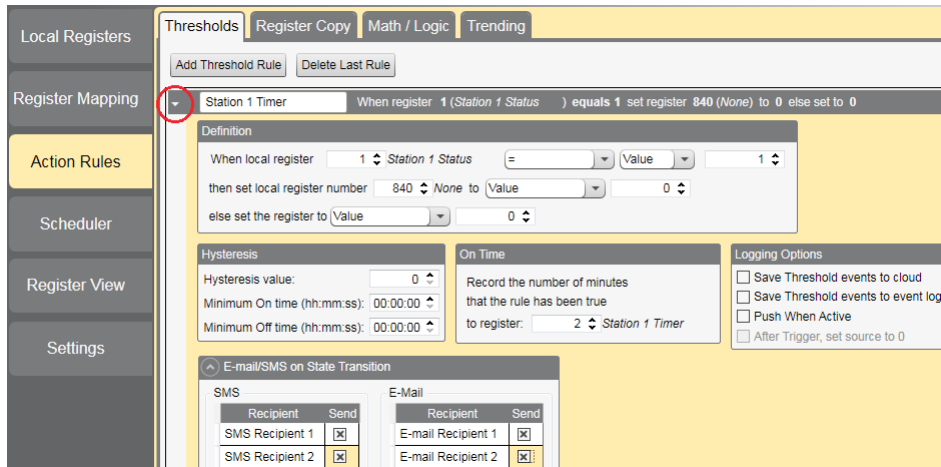 Local Registers
Register Mapping
Action Rules
Scheduler
Register View
Settings
Thresholds Register Copy Math / Logic Trending
Add Threshold Rule Delete Last Rule
Station 1 Timer When register 1 (Station 1 Status ) equals 1 set register 840 (None) to 0 else set to 0
Definition
When local register 1 Station 1 Status = Value 1
then set local register number 840 None to Value 0
else set the register to Value 0
Hysteresis
Hysteresis value: 0
Minimum On time (hh:mm:ss): 00:00:00
Minimum Off time (hh:mm:ss): 00:00:00
On Time
Record the number of minutes
that the rule has been true
to register: 2 Station 1 Timer
Logging Options
Save Threshold events to cloud
Save Threshold events to event log
Push When Active
After Trigger, set source to 0
E-mail/SMS on State Transition
SMS
Recipient Send
SMS Recipient 1
SMS Recipient 2
E-Mail
Recipient Send
E-mail Recipient 1
E-mail Recipient 2